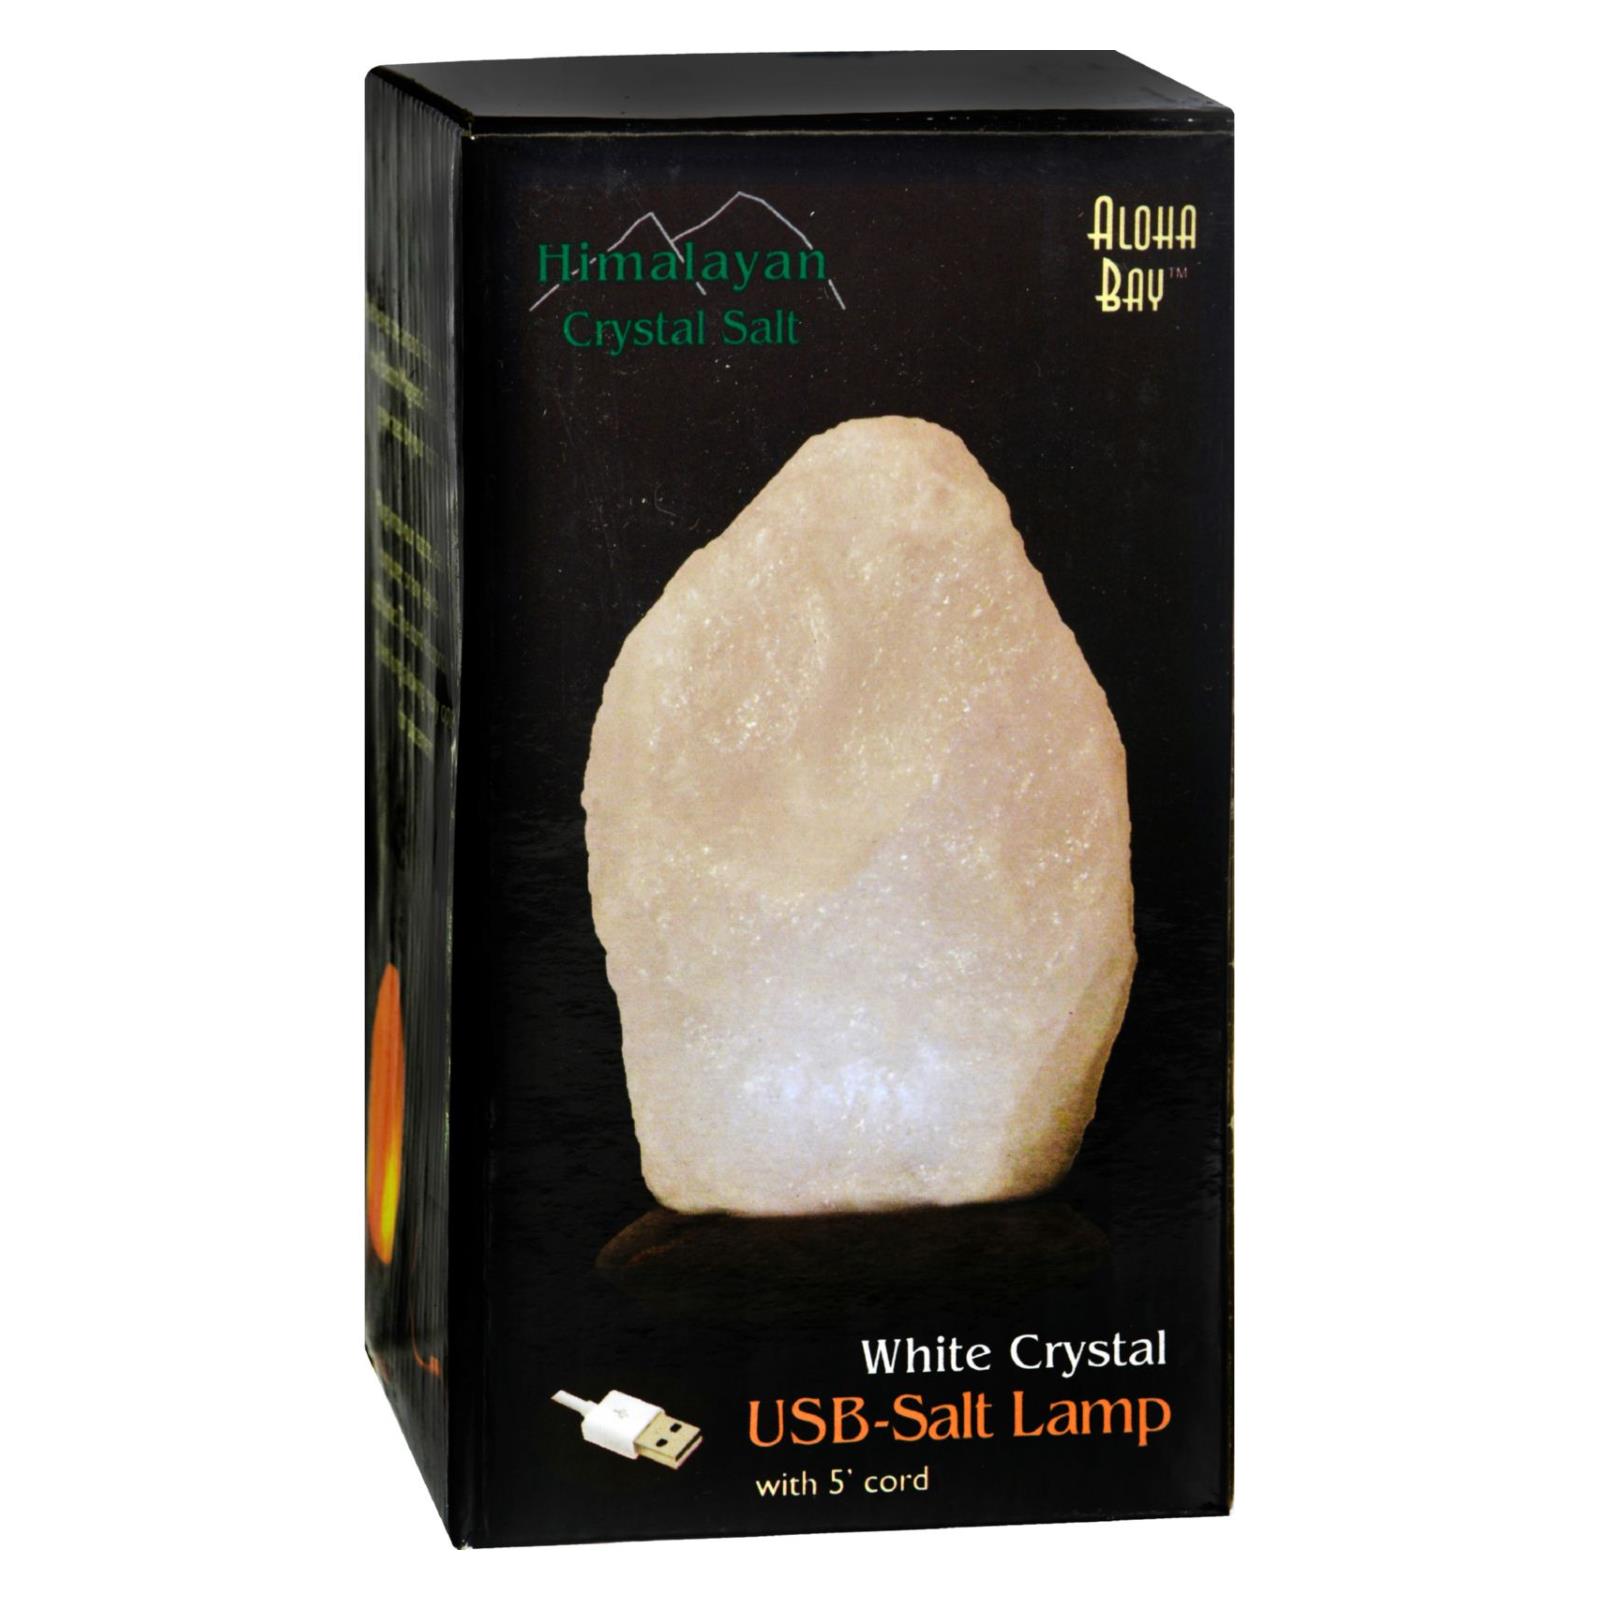 Himalayan
Crystal Salt
ALOHA
BAY™
White Crystal
USB-Salt Lamp
with 5' cord